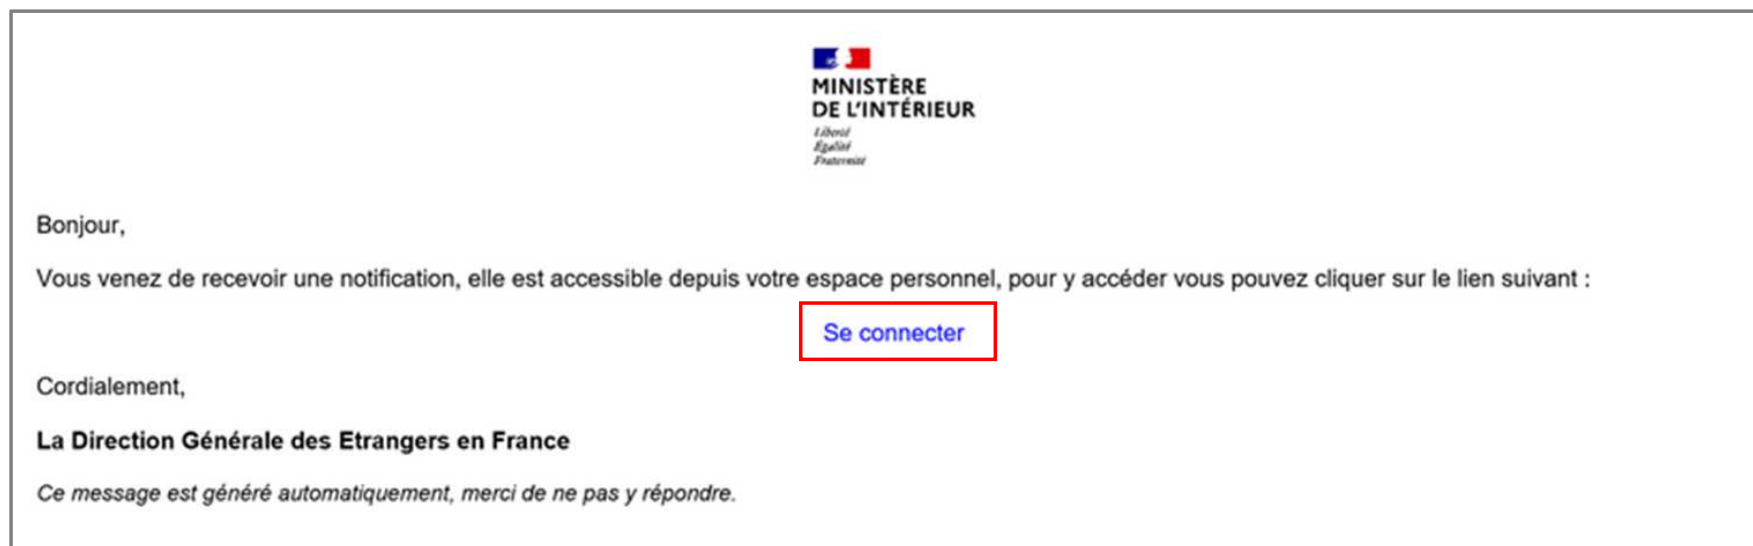 MINISTÈRE
DE L'INTÉRIEUR
Liberté
Égalité
Fraternité
Bonjour,
Vous venez de recevoir une notification, elle est accessible depuis votre espace personnel, pour y accéder vous pouvez cliquer sur le lien suivant :
Se connecter
Cordialement,
La Direction Générale des Etrangers en France
Ce message est généré automatiquement, merci de ne pas y répondre.